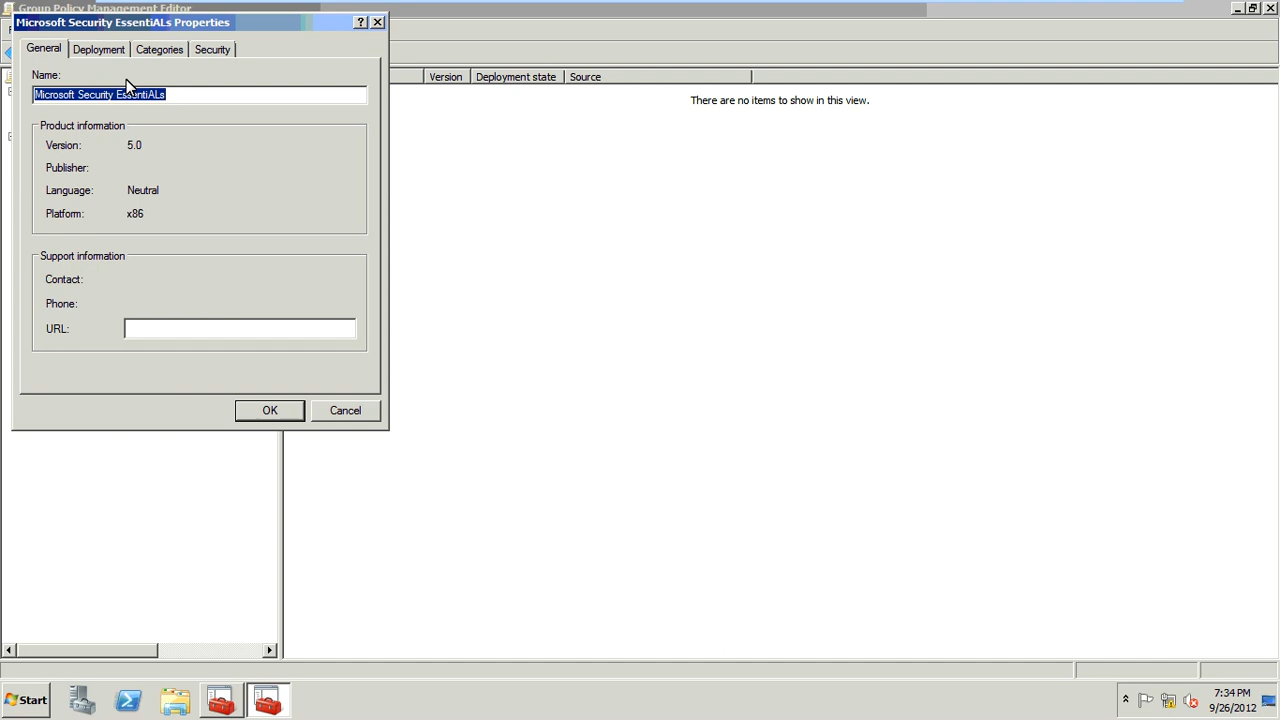 Group Policy Management Editor
Microsoft Security EssentiALs Properties
General Deployment Categories Security
Version Deployment state Source
Name:
There are no items to show in this view.
Microsoft Security EssentiALs
Product information
Version: 5.0
Publisher:
Language: Neutral
Platform: x86
Support information
Contact:
Phone:
URL:
OK Cancel
Start
7:34 PM
9/26/2012